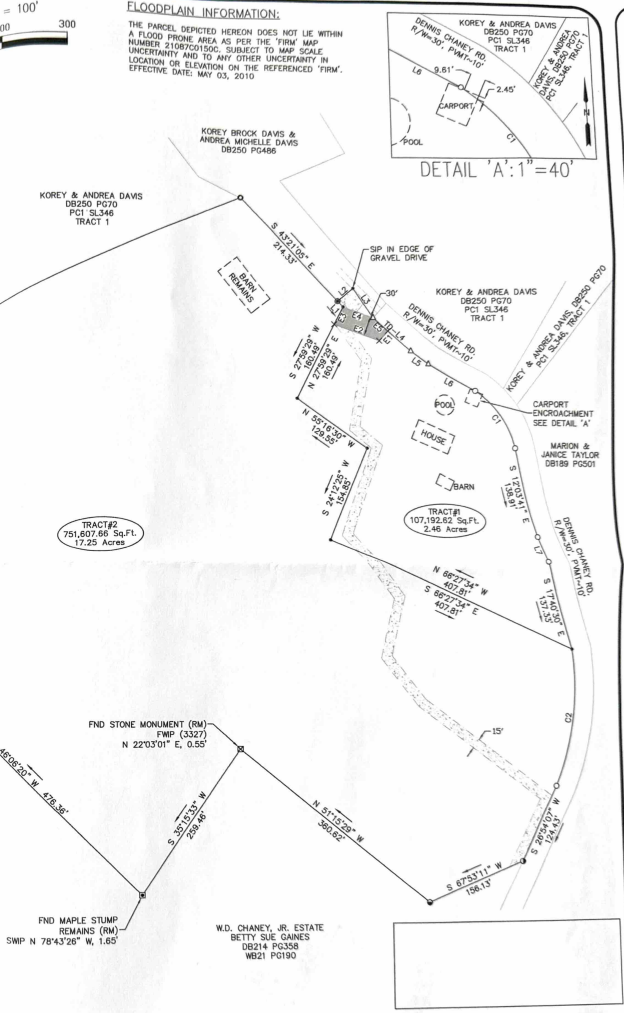 = 100'
00
300
FLOODPLAIN INFORMATION:
THE PARCEL DEPICTED HEREON DOES NOT LIE WITHIN
A FLOOD PRONE AREA AS PER THE 'FIRM' MAP
NUMBER 21087C0150C. SUBJECT TO MAP SCALE
UNCERTAINTY AND TO ANY OTHER UNCERTAINTY IN
LOCATION OR ELEVATION ON THE REFERENCED 'FIRM'.
EFFECTIVE DATE: MAY 03, 2010
DENNIS CHANEY RD.
R/W=30', PVMT~10'
KOREY & ANDREA DAVIS
DB250 PG70
PC1 SL346
TRACT 1
KOREY & ANDREA
DAVIS, DB250 PG70
PC1 SL346, TRACT 1
L6
9.61'
2.45'
CARPORT
C1
POOL
N
DETAIL 'A':1"=40'
KOREY BROCK DAVIS &
ANDREA MICHELLE DAVIS
DB250 PG486
KOREY & ANDREA DAVIS
DB250 PG70
PC1 SL346
TRACT 1
S 43°21'05" E
214.33'
BARN
REMAINS
SIP IN EDGE OF
GRAVEL DRIVE
KOREY & ANDREA DAVIS
DB250 PG70
PC1 SL346
TRACT 1
KOREY & ANDREA DAVIS, DB250 PG70
PC1 SL346, TRACT 1
L2
L3
30'
L1
E4
E2
E5
E1
TD-L4
DENNIS CHANEY RD.
R/W=30', PVMT~10'
S 27°59'29" W
160.49'
N 27°59'29" E
160.49'
L5
L6
CARPORT
ENCROACHMENT
SEE DETAIL 'A'
POOL
C1
HOUSE
N 55°16'30" W
129.55'
MARION &
JANICE TAYLOR
DB189 PG501
S 24°12'25" W
154.85'
BARN
S 12°03'41" E
138.91'
TRACT#1
107,192.62 Sq.Ft.
2.46 Acres
TRACT#2
751,607.66 Sq.Ft.
17.25 Acres
DENNIS CHANEY RD.
R/W=30', PVMT~10'
L7
N 66°27'34" W
407.81'
S 66°27'34" E
407.81'
S 17°40'30" E
137.33'
C2
FND STONE MONUMENT (RM)
FWIP (3327)
N 22°03'01" E, 0.55'
15'
46°06'20" W 476.36'
S 35°15'33" W
259.46'
N 51°15'29" W
360.62'
S 26°54'07" W
124.43'
S 67°53'11" W
156.13'
FND MAPLE STUMP
REMAINS (RM)
SWIP N 78°43'26" W, 1.65'
W.D. CHANEY, JR. ESTATE
BETTY SUE GAINES
DB214 PG358
WB21 PG190